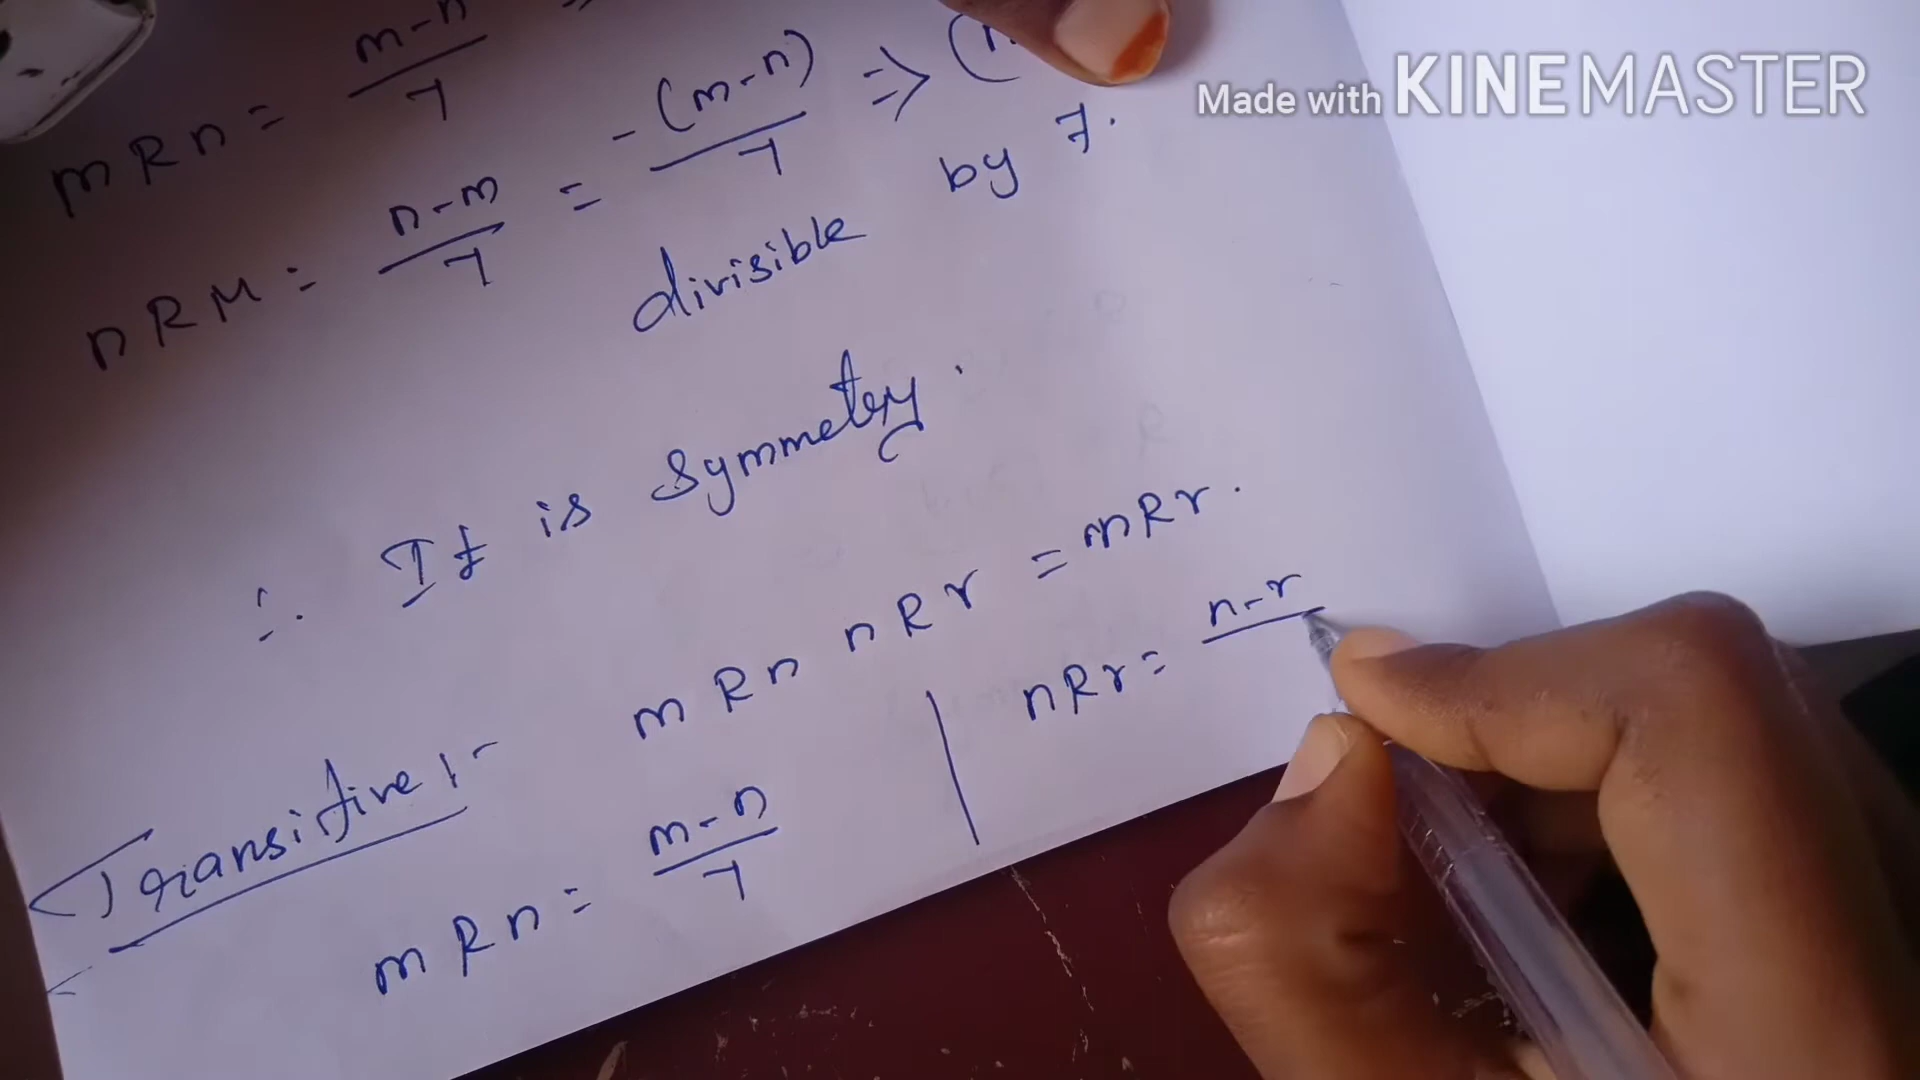 mRn = m-n/7
nRM = n-m/7 = -(m-n)/7 ⇒ (
divisible by 7.
∴ It is Symmetry.
Transitive :- mRn nRr = mRr.
mRn = m-n/7 | nRr = n-r
Made with KINEMASTER